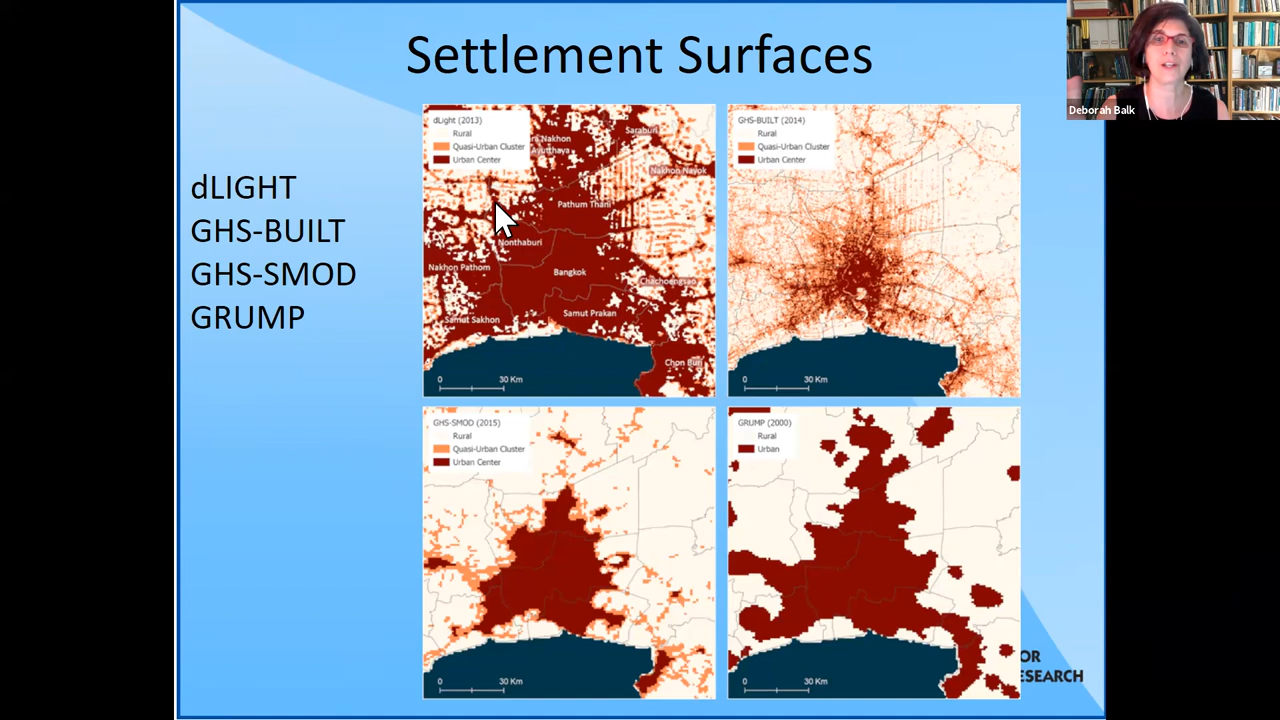 Settlement Surfaces
Deborah Balk
dLIGHT
GHS-BUILT
GHS-SMOD
GRUMP
dLight (2013)
Rural
Quasi-Urban Cluster
Urban Center
ra Nakhon
Ayutthaya
Saraburi
Nakhon Nayok
Pathum Thani
Nonthaburi
Nakhon Pathom
Bangkok
Chachoengsao
Samut Sakhon
Samut Prakan
Chon Buri
0 30 Km
GHS-BUILT (2014)
Rural
Quasi-Urban Cluster
Urban Center
0 30 Km
GHS-SMOD (2015)
Rural
Quasi-Urban Cluster
Urban Center
0 30 Km
GRUMP (2000)
Rural
Urban
0 30 Km
OR
ESEARCH